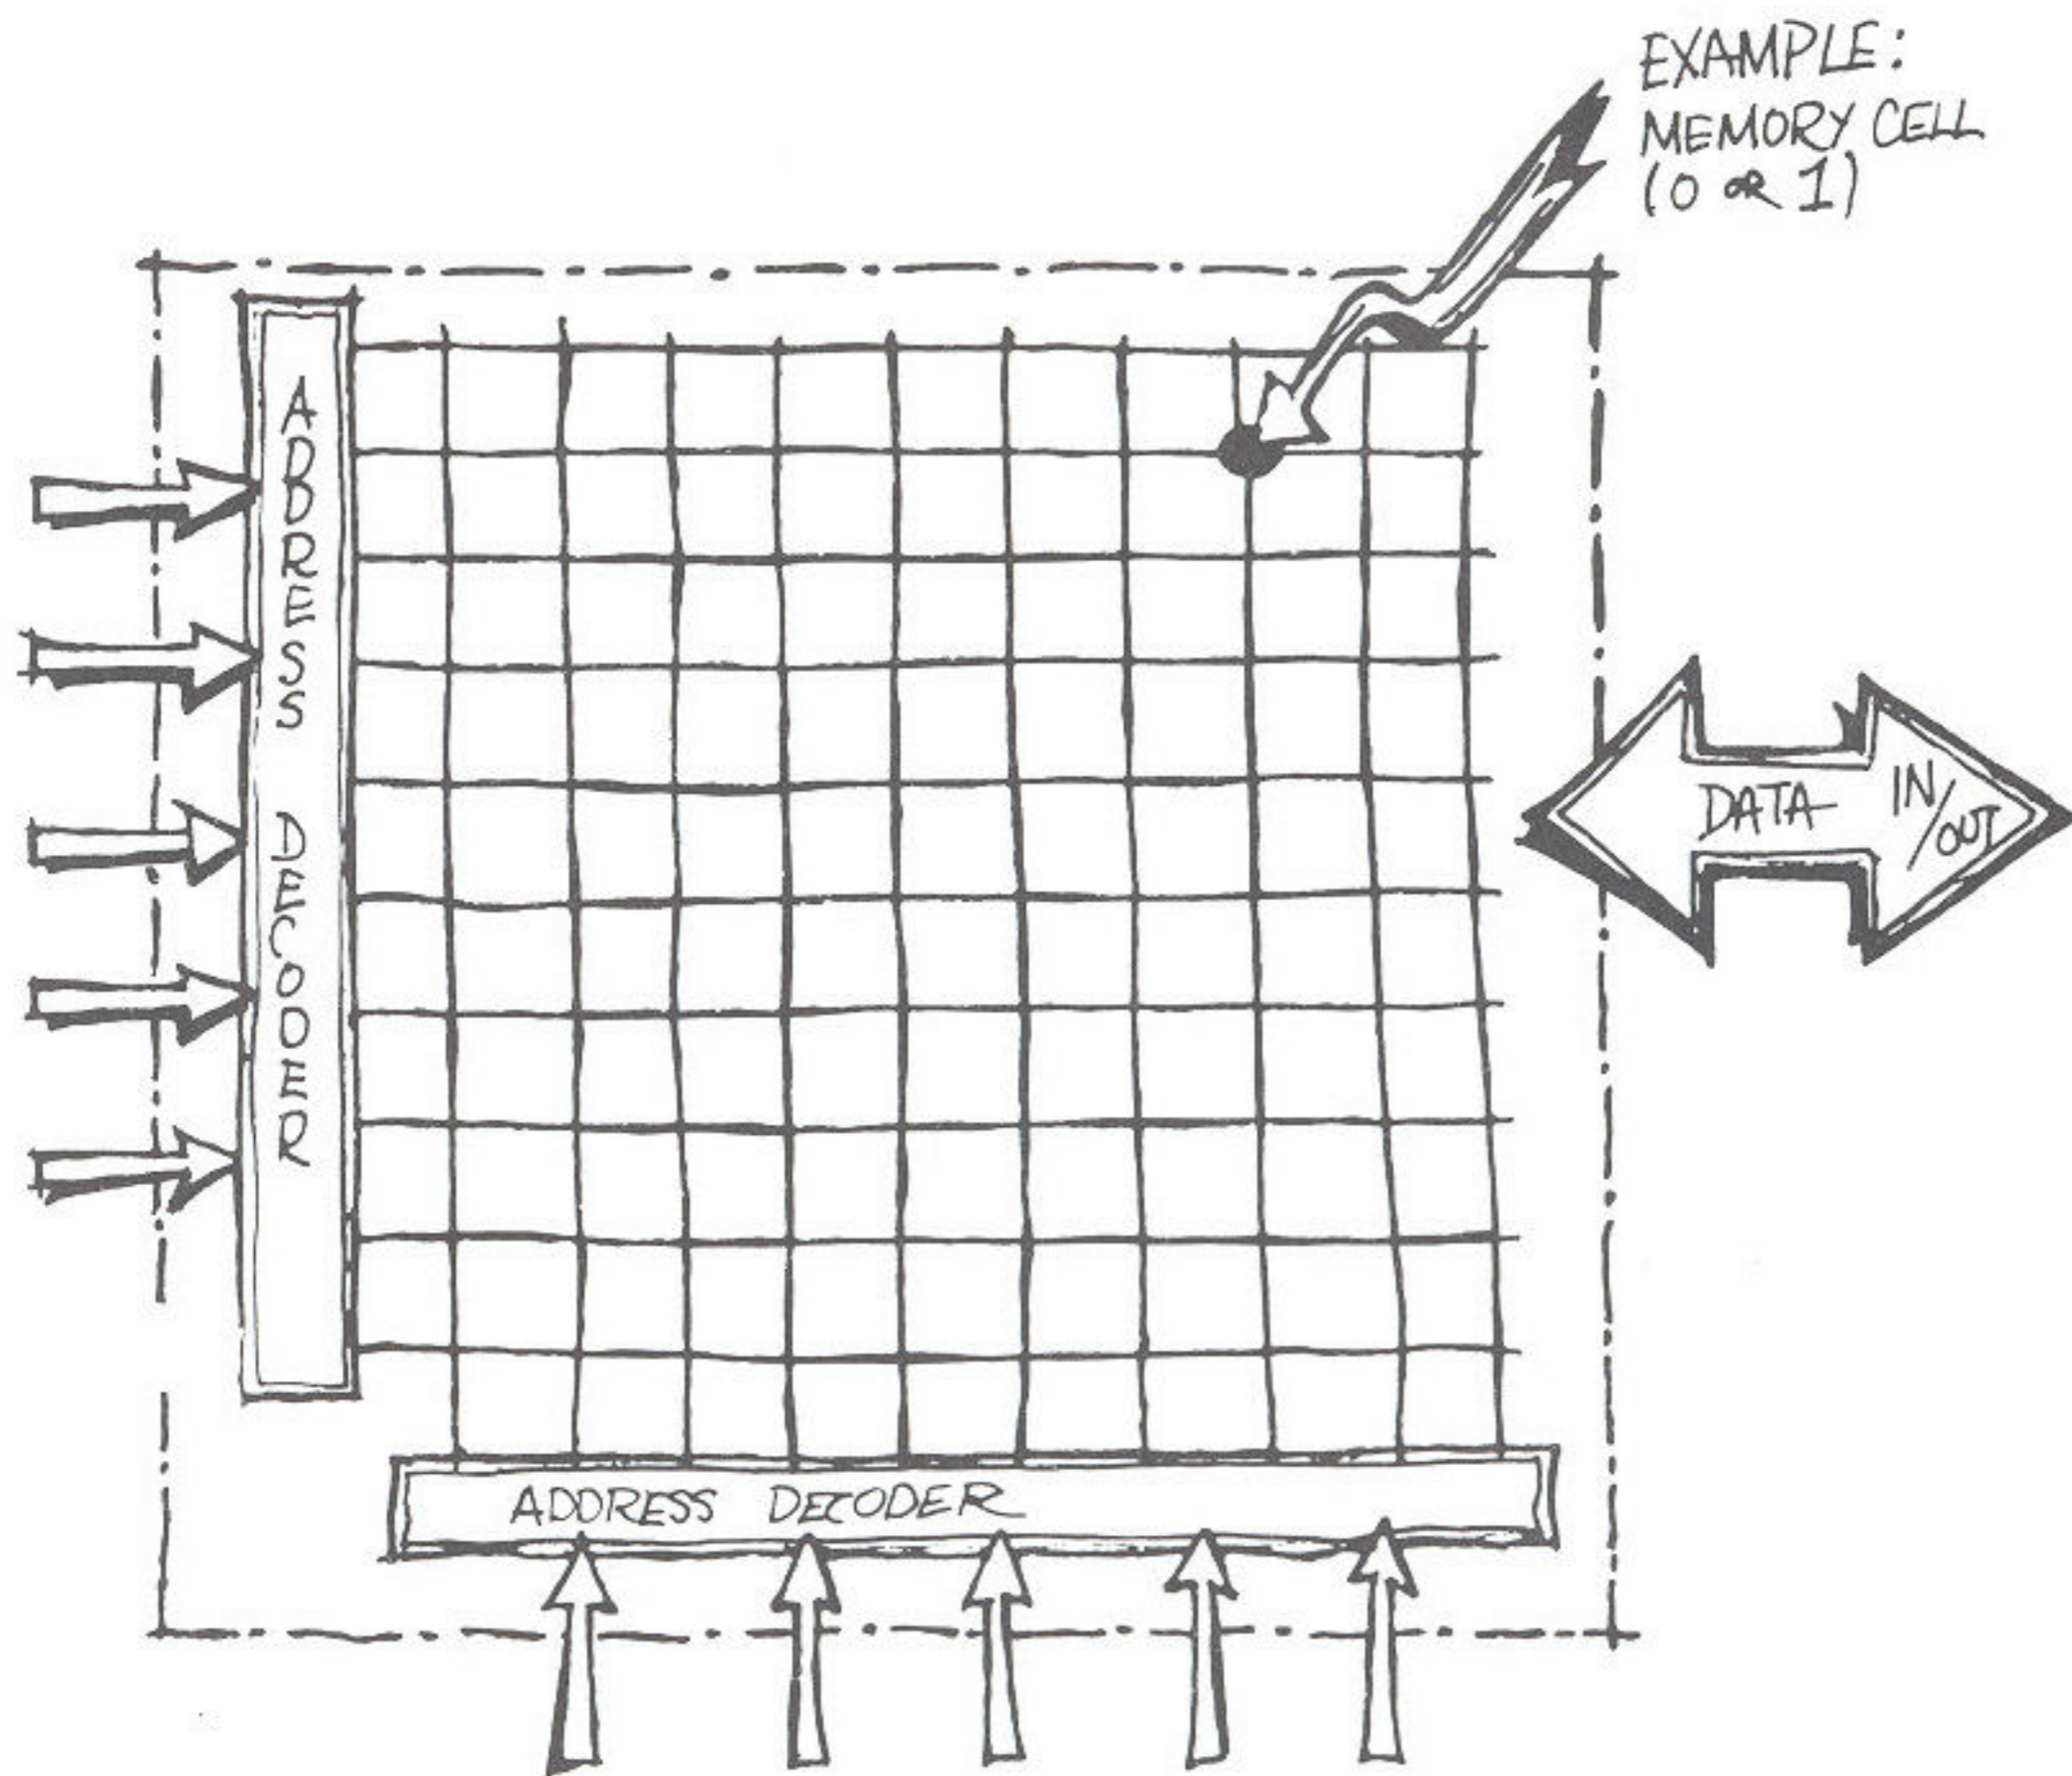 EXAMPLE:
MEMORY CELL
(0 OR 1)
ADDRESS DECODER
DATA IN/OUT
ADDRESS DECODER